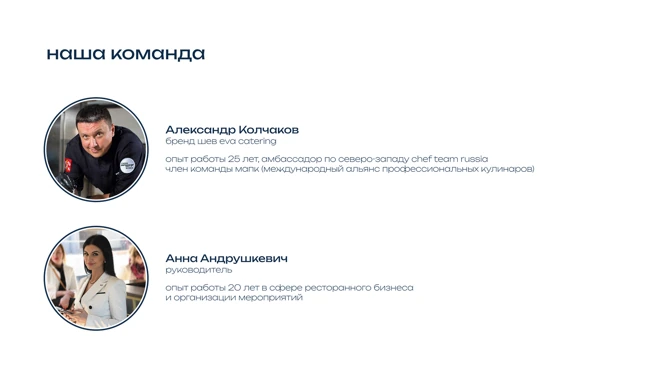 наша команда
Александр Колчаков
бренд шев eva catering
опыт работы 25 лет, амбассадор по северо-западу chef team russia
член команды мапк (международный альянс профессиональных кулинаров)
Анна Андрушкевич
руководитель
опыт работы 20 лет в сфере ресторанного бизнеса
и организации мероприятий